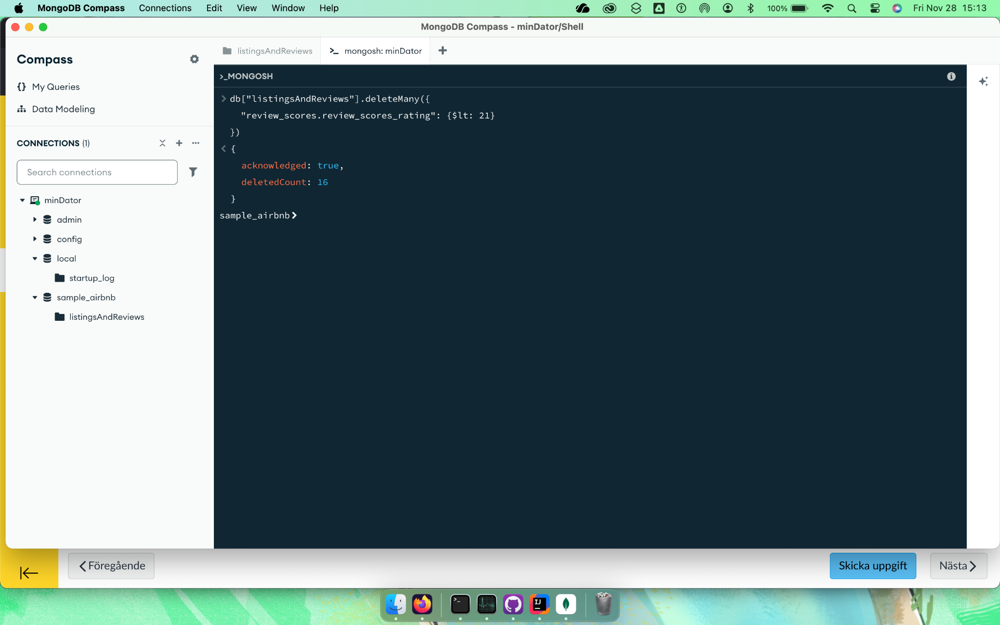 MongoDB Compass Connections Edit View Window Help 100% Fri Nov 28 15:13
MongoDB Compass - minDator/Shell
Compass
My Queries
Data Modeling
CONNECTIONS (1)
Search connections
minDator
admin
config
local
startup_log
sample_airbnb
listingsAndReviews
listingsAndReviews >_ mongosh: minDator
>_MONGOSH
db["listingsAndReviews"].deleteMany({
"review_scores.review_scores_rating": {$lt: 21}
})
{
acknowledged: true,
deletedCount: 16
}
sample_airbnb>
Föregående
Skicka uppgift
Nästa
IJ